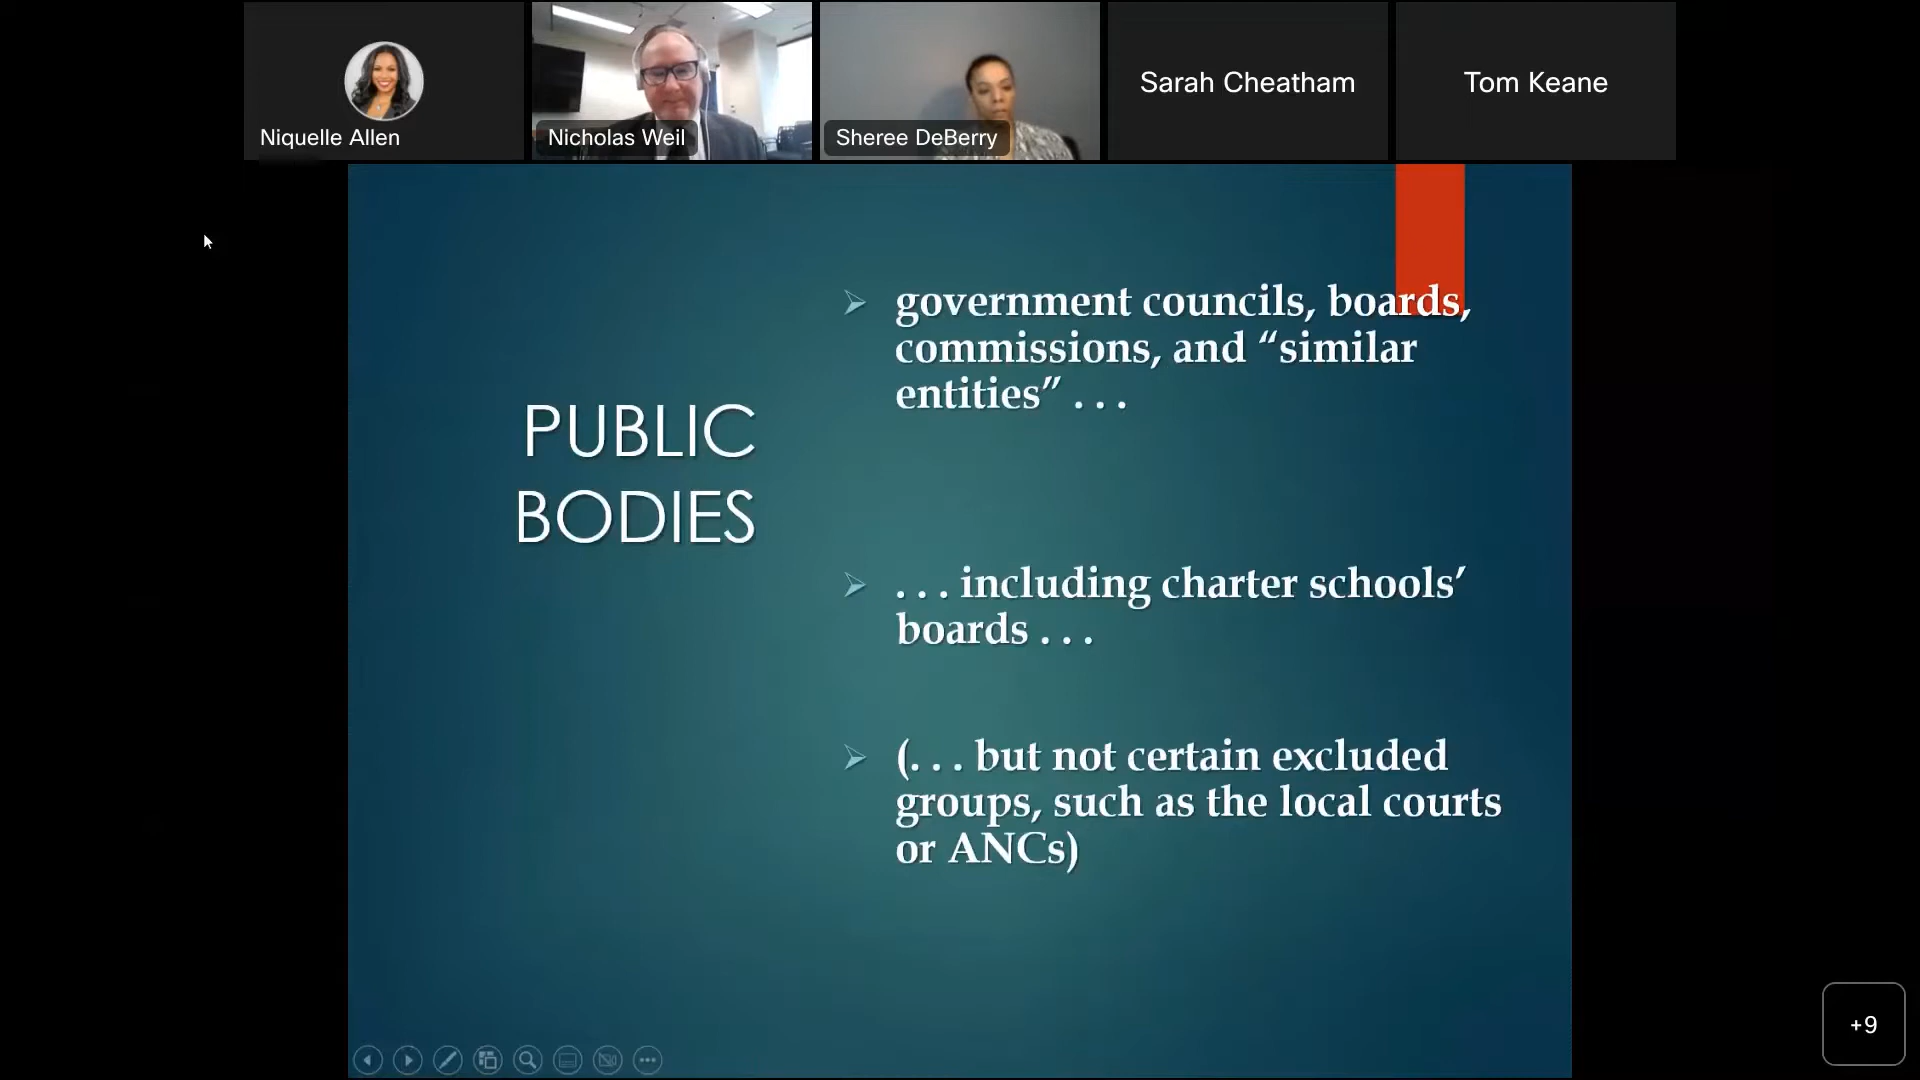 Niquelle Allen
Nicholas Weil
Sheree DeBerry
Sarah Cheatham
Tom Keane
PUBLIC
BODIES
government councils, boards,
commissions, and “similar
entities” . . .
. . . including charter schools’
boards . . .
(. . . but not certain excluded
groups, such as the local courts
or ANCs)
+9